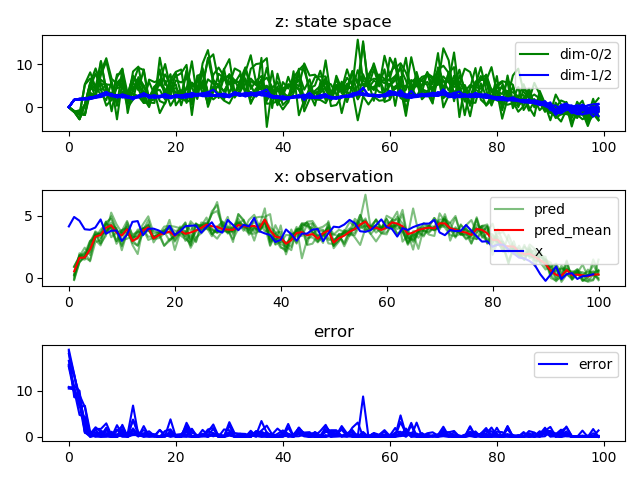 z: state space
10
0
dim-0/2
dim-1/2
0 20 40 60 80 100
x: observation
5
0
pred
pred_mean
x
0 20 40 60 80 100
error
10
0
error
0 20 40 60 80 100